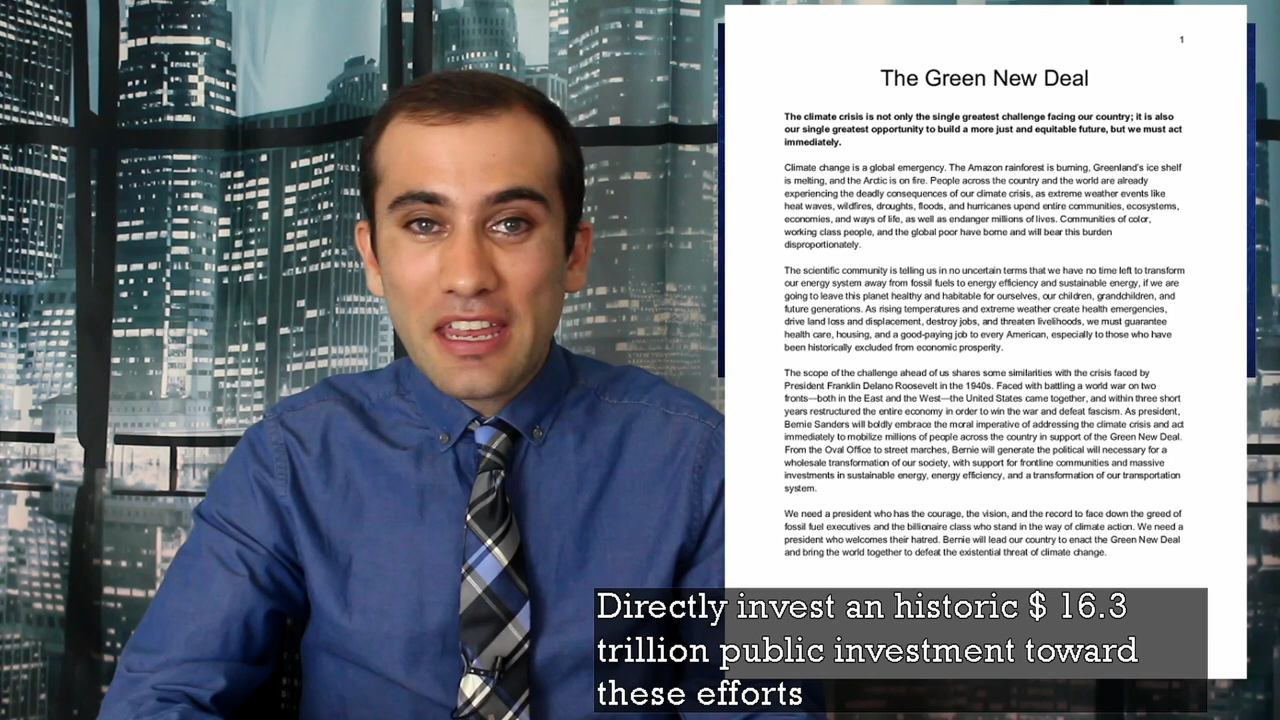 1
The Green New Deal
The climate crisis is not only the single greatest challenge facing our country; it is also
our single greatest opportunity to build a more just and equitable future, but we must act
immediately.
Climate change is a global emergency. The Amazon rainforest is burning, Greenland's ice shelf
is melting, and the Arctic is on fire. People across the country and the world are already
experiencing the deadly consequences of our climate crisis, as extreme weather events like
heat waves, wildfires, droughts, floods, and hurricanes upend entire communities, ecosystems,
economies, and ways of life, as well as endanger millions of lives. Communities of color,
working class people, and the global poor have borne and will bear this burden
disproportionately.
The scientific community is telling us in no uncertain terms that we have no time left to transform
our energy system away from fossil fuels to energy efficiency and sustainable energy, if we are
going to leave this planet healthy and habitable for ourselves, our children, grandchildren, and
future generations. As rising temperatures and extreme weather create health emergencies,
drive land loss and displacement, destroy jobs, and threaten livelihoods, we must guarantee
health care, housing, and a good-paying job to every American, especially to those who have
been historically excluded from economic prosperity.
The scope of the challenge ahead of us shares some similarities with the crisis faced by
President Franklin Delano Roosevelt in the 1940s. Faced with battling a world war on two
fronts—both in the East and the West—the United States came together, and within three short
years restructured the entire economy in order to win the war and defeat fascism. As president,
Bernie Sanders will boldly embrace the moral imperative of addressing the climate crisis and act
immediately to mobilize millions of people across the country in support of the Green New Deal.
From the Oval Office to street marches, Bernie will generate the political will necessary for a
wholesale transformation of our society, with support for frontline communities and massive
investments in sustainable energy, energy efficiency, and a transformation of our transportation
system.
We need a president who has the courage, the vision, and the record to face down the greed of
fossil fuel executives and the billionaire class who stand in the way of climate action. We need a
president who welcomes their hatred. Bernie will lead our country to enact the Green New Deal
and bring the world together to defeat the existential threat of climate change.
Directly invest an historic $ 16.3
trillion public investment toward
these efforts